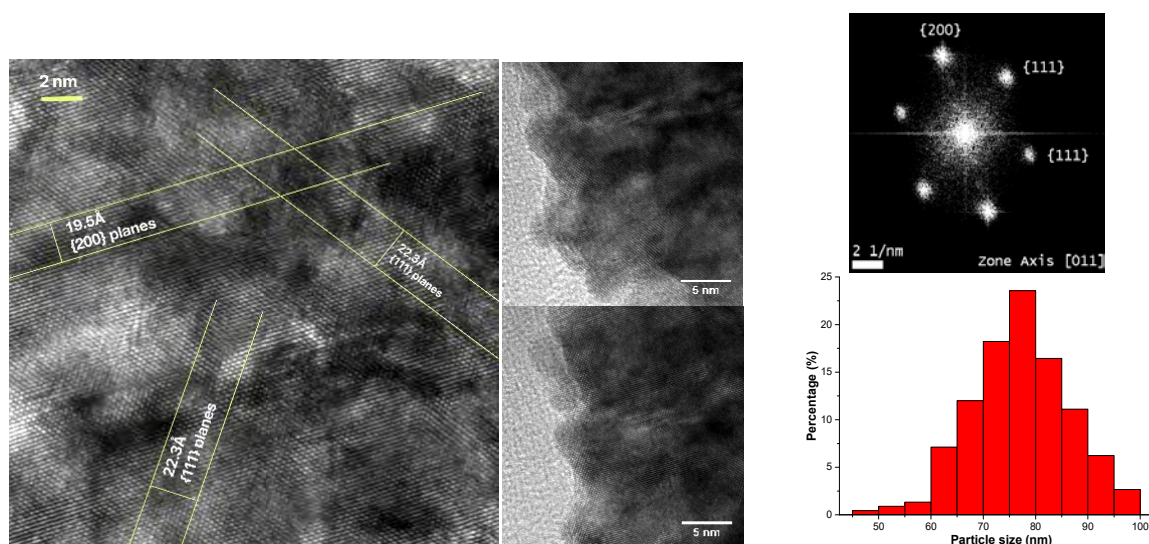 2 nm
19.5Å
{200} planes
22.3Å
{111} planes
22.3Å
{111} planes
5 nm
5 nm
{200}
{111}
{111}
2 1/nm
Zone Axis [011]
25
20
15
10
5
0
Percentage (%)
50 60 70 80 90 100
Particle size (nm)